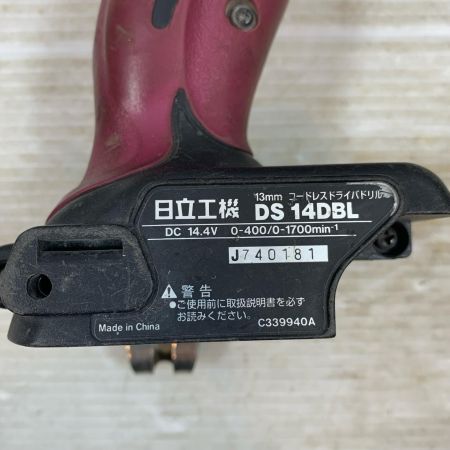 13mm コードレスドライバドリル
日立工機 DS 14DBL
DC 14.4V 0-400/0-1700min⁻¹
J740181
⚠警告
●ご使用前に取扱説明書を必ず
お読みください。
Made in China C339940A